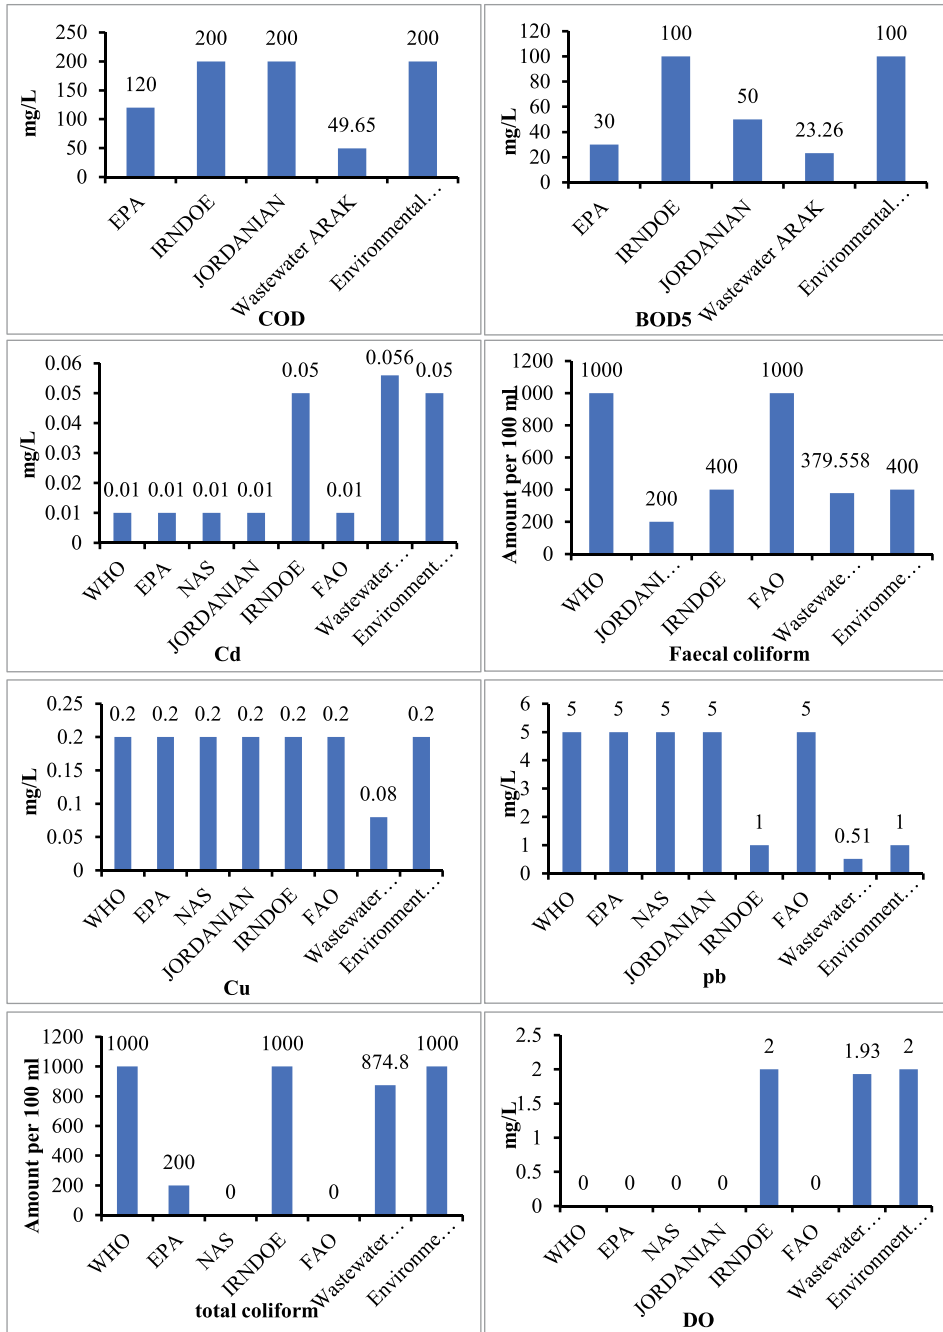 250
200
150
100
50
0
mg/L
120
200
200
49.65
200
EPA
IRNDOE
JORDANIAN
Wastewater ARAK
Environmental…
COD
120
100
80
60
40
20
0
mg/L
30
100
50
23.26
100
EPA
IRNDOE
JORDANIAN
Wastewater ARAK
Environmental…
BOD5
0.06
0.05
0.04
0.03
0.02
0.01
0
mg/L
0.01
0.01
0.01
0.01
0.05
0.01
0.056
0.05
WHO
EPA
NAS
JORDANIAN
IRNDOE
FAO
Wastewater…
Environment…
Cd
1200
1000
800
600
400
200
0
Amount per 100 ml
1000
200
400
1000
379.558
400
WHO
JORDANI…
IRNDOE
FAO
Wastewate…
Environme…
Faecal coliform
0.25
0.2
0.15
0.1
0.05
0
mg/L
0.2
0.2
0.2
0.2
0.2
0.2
0.08
0.2
WHO
EPA
NAS
JORDANIAN
IRNDOE
FAO
Wastewater…
Environment…
Cu
6
5
4
3
2
1
0
mg/L
5
5
5
5
1
5
0.51
1
WHO
EPA
NAS
JORDANIAN
IRNDOE
FAO
Wastewater…
Environment…
pb
1200
1000
800
600
400
200
0
Amount per 100 ml
1000
200
0
1000
0
874.8
1000
WHO
EPA
NAS
IRNDOE
FAO
Wastewater…
Environme…
total coliform
2.5
2
1.5
1
0.5
0
mg/L
0
0
0
0
2
0
1.93
2
WHO
EPA
NAS
JORDANIAN
IRNDOE
FAO
Wastewater…
Environment…
DO